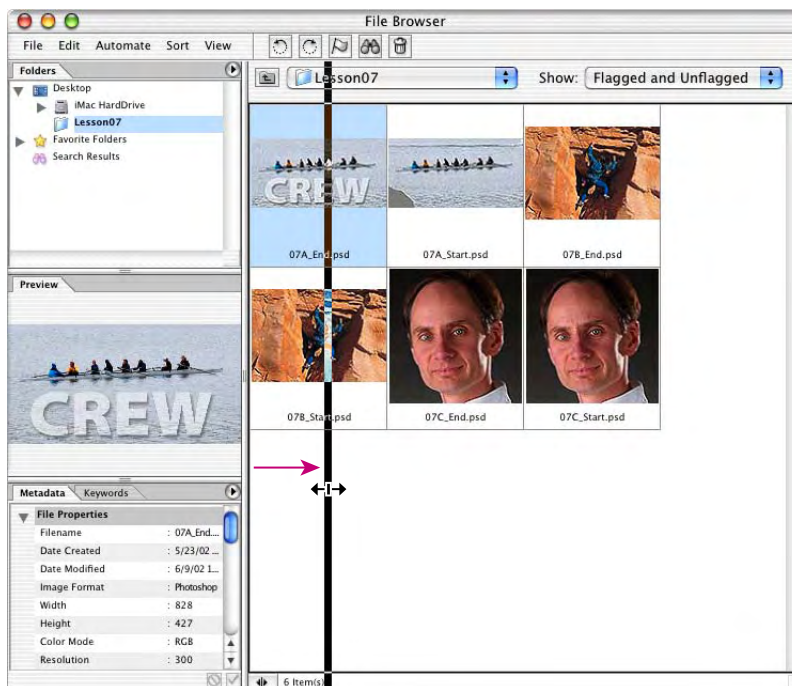 File Browser
File Edit Automate Sort View
Folders
Desktop
iMac HardDrive
Lesson07
Favorite Folders
Search Results
Lesson07
Show: Flagged and Unflagged
CREW
07A_End.psd
07A_Start.psd
07B_End.psd
07B_Start.psd
07C_End.psd
07C_Start.psd
Preview
CREW
Metadata Keywords
File Properties
Filename : 07A_End....
Date Created : 5/23/02 ...
Date Modified : 6/9/02 1...
Image Format : Photoshop
Width : 828
Height : 427
Color Mode : RGB
Resolution : 300
6 Item(s)